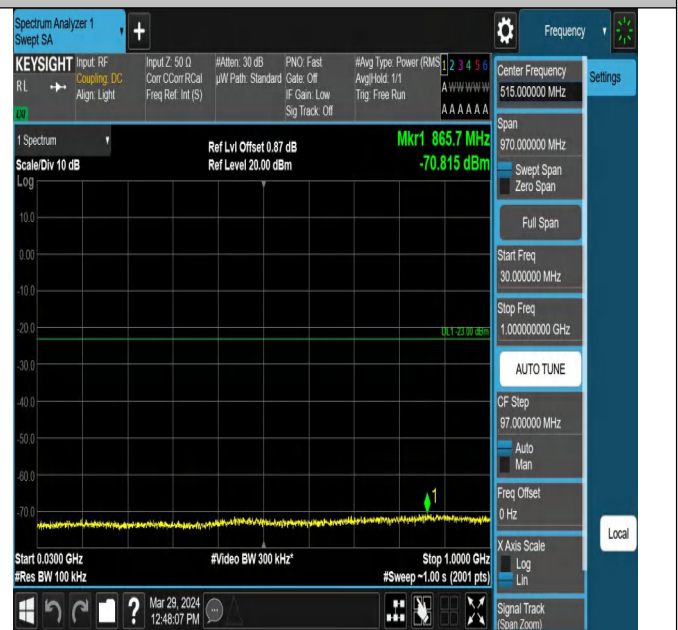 Spectrum Analyzer 1
Swept SA
+
Frequency
KEYSIGHT
RL
Input: RF
Coupling: DC
Align: Light
Input Z: 50 Ω
Corr CCorr RCal
Freq Ref: Int (S)
#Atten: 30 dB
µW Path: Standard
PNO: Fast
Gate: Off
IF Gain: Low
Sig Track: Off
#Avg Type: Power (RMS
Avg|Hold: 1/1
Trig: Free Run
1 2 3 4 5 6
A W W W W W
A A A A A A
1 Spectrum
Scale/Div 10 dB
Log
Ref Lvl Offset 0.87 dB
Ref Level 20.00 dBm
Mkr1 865.7 MHz
-70.815 dBm
10.0
0.00
-10.0
-20.0
DL1 -23.00 dBm
-30.0
-40.0
-50.0
-60.0
-70.0
1
Start 0.0300 GHz
#Res BW 100 kHz
#Video BW 300 kHz*
Stop 1.0000 GHz
#Sweep ~1.00 s (2001 pts)
?
Mar 29, 2024
12:48:07 PM
Center Frequency
515.000000 MHz
Settings
Span
970.000000 MHz
Swept Span
Zero Span
Full Span
Start Freq
30.000000 MHz
Stop Freq
1.000000000 GHz
AUTO TUNE
CF Step
97.000000 MHz
Auto
Man
Freq Offset
0 Hz
Local
X Axis Scale
Log
Lin
Signal Track
(Span Zoom)